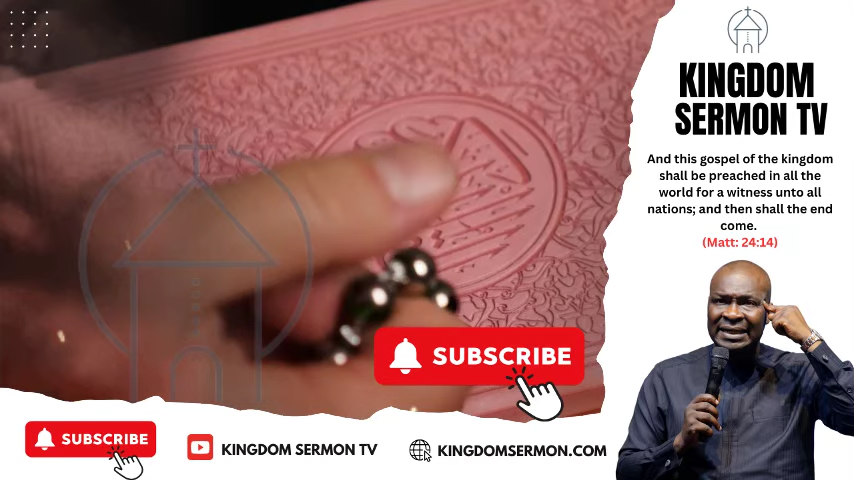 KINGDOM
SERMON TV
And this gospel of the kingdom
shall be preached in all the
world for a witness unto all
nations; and then shall the end
come.
(Matt: 24:14)
SUBSCRIBE
SUBSCRIBE
KINGDOM SERMON TV
KINGDOMSERMON.COM